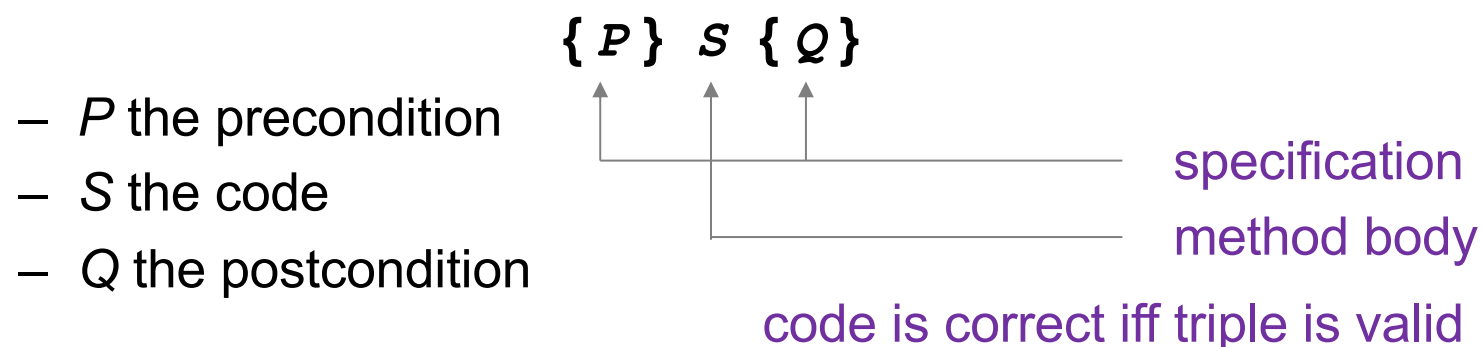 { P } S { Q }
– P the precondition
– S the code
– Q the postcondition
specification
method body
code is correct iff triple is valid